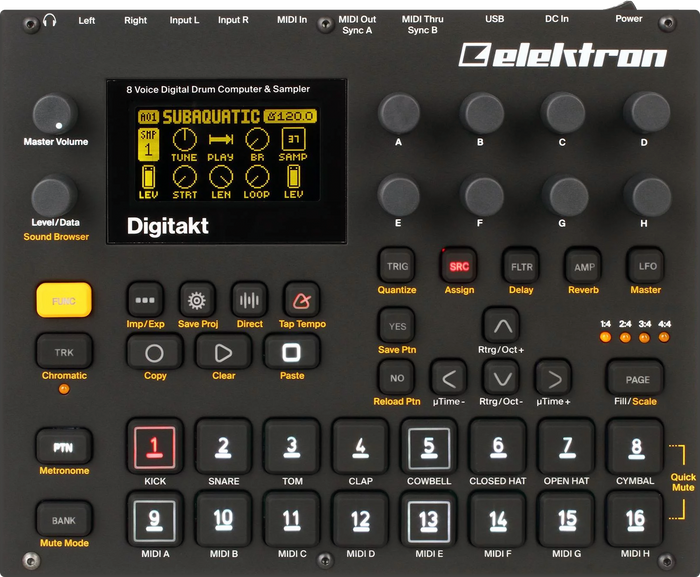 Left Right Input L Input R MIDI In MIDI Out MIDI Thru USB DC In Power
Sync A Sync B
elektron
8 Voice Digital Drum Computer & Sampler
A01 SUBAQUATIC 120.0
SMP
1
37
TUNE PLAY BR SAMP
LEV STRT LEN LOOP LEV
Digitakt
Master Volume
Level/Data
Sound Browser
A B C D
E F G H
TRIG SRC FLTR AMP LFO
Quantize Assign Delay Reverb Master
FUNC
Imp/Exp Save Proj Direct Tap Tempo
YES
Save Ptn Rtrg/Oct+
1:4 2:4 3:4 4:4
TRK
Chromatic
Copy Clear Paste
NO PAGE
Reload Ptn µTime- Rtrg/Oct- µTime+ Fill/Scale
PTN
Metronome
1 2 3 4 5 6 7 8
KICK SNARE TOM CLAP COWBELL CLOSED HAT OPEN HAT CYMBAL
Quick
Mute
BANK
Mute Mode
9 10 11 12 13 14 15 16
MIDI A MIDI B MIDI C MIDI D MIDI E MIDI F MIDI G MIDI H